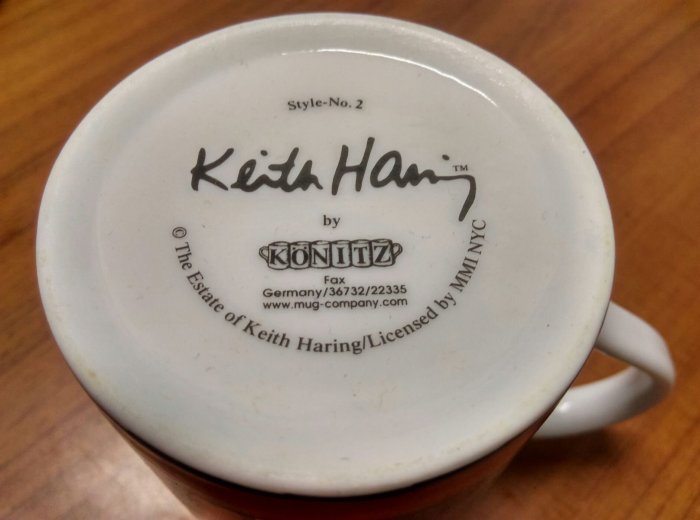 Style-No. 2
Keith Haring™
by
KÖNITZ
Fax
Germany/36732/22335
www.mug-company.com
© The Estate of Keith Haring/Licensed by MMI NYC